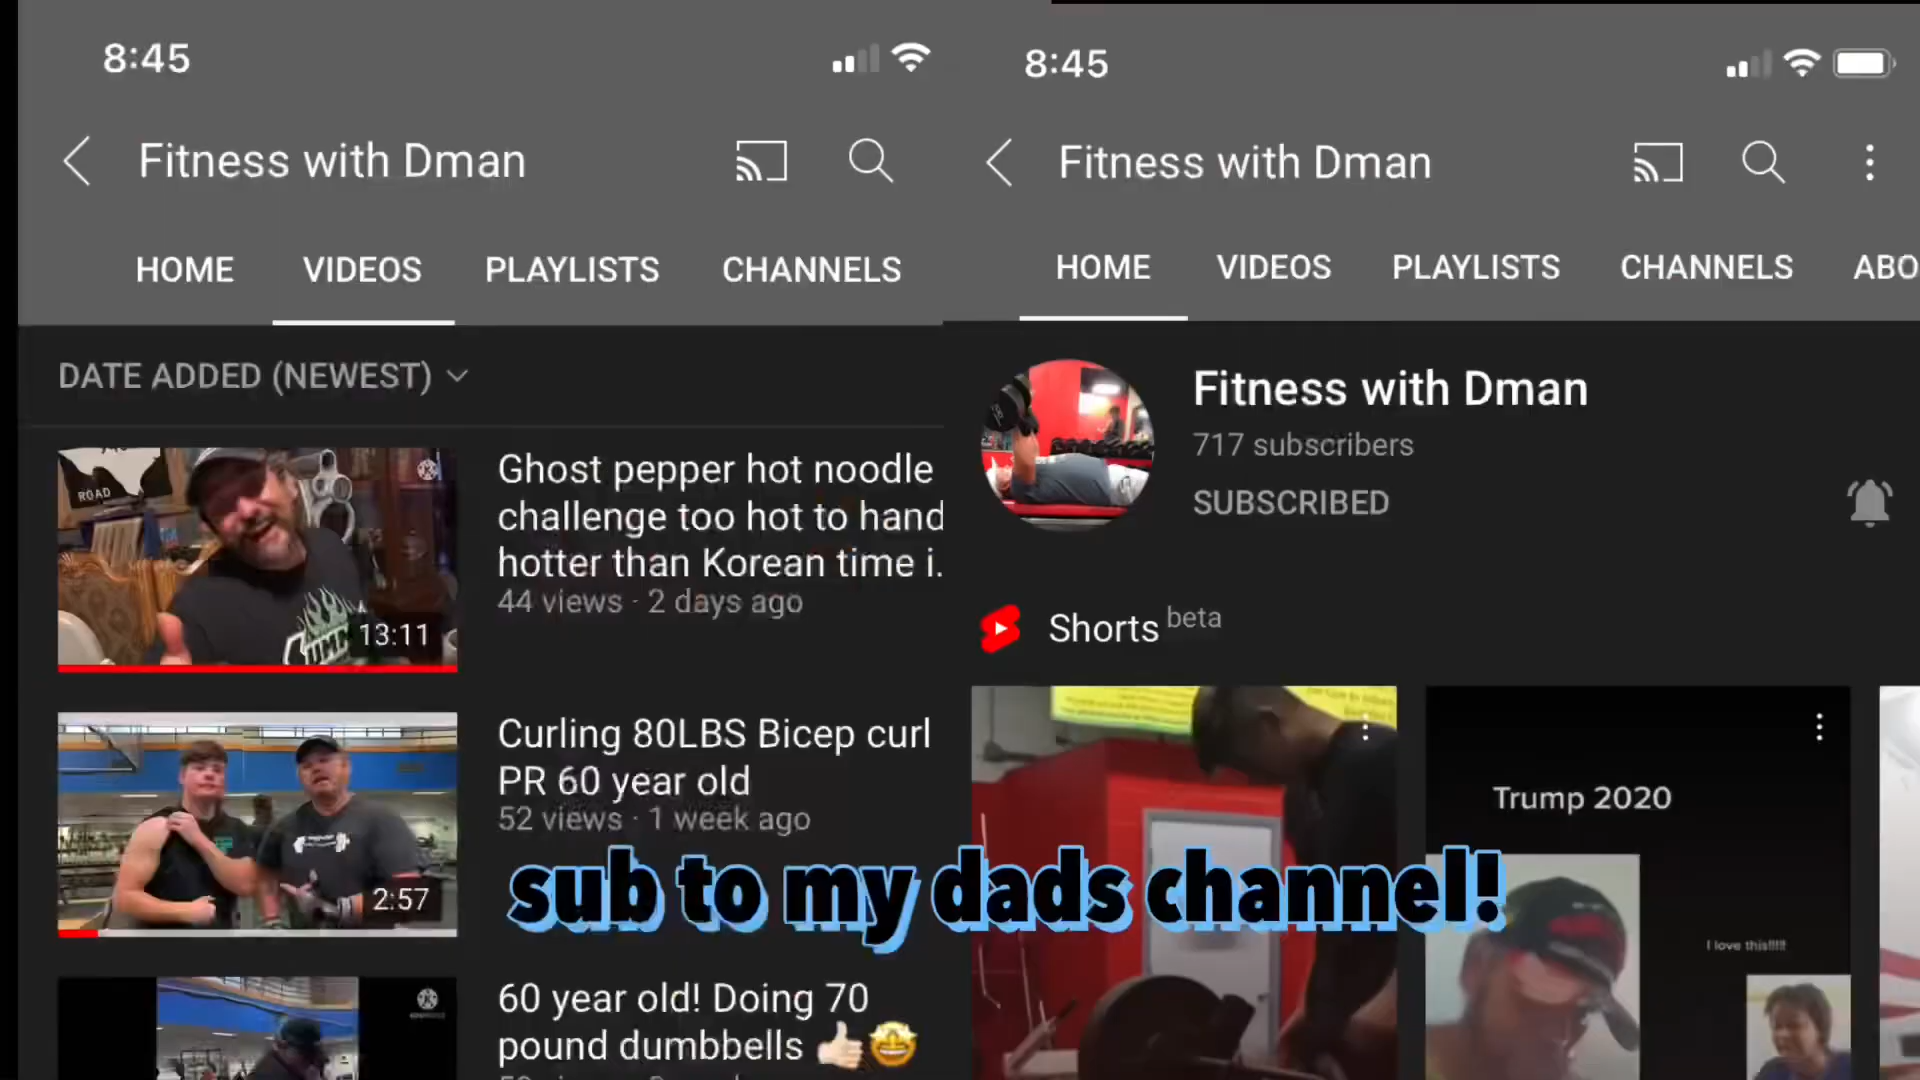 8:45
Fitness with Dman
HOME VIDEOS PLAYLISTS CHANNELS
DATE ADDED (NEWEST)
ROAD
13:11
Ghost pepper hot noodle
challenge too hot to hand
hotter than Korean time i.
44 views · 2 days ago
2:57
Curling 80LBS Bicep curl
PR 60 year old
52 views · 1 week ago
60 year old! Doing 70
pound dumbbells 👍🏻🤩
8:45
Fitness with Dman
HOME VIDEOS PLAYLISTS CHANNELS ABO
Fitness with Dman
717 subscribers
SUBSCRIBED
Shorts beta
Trump 2020
I love this!!!!!
sub to my dads channel!